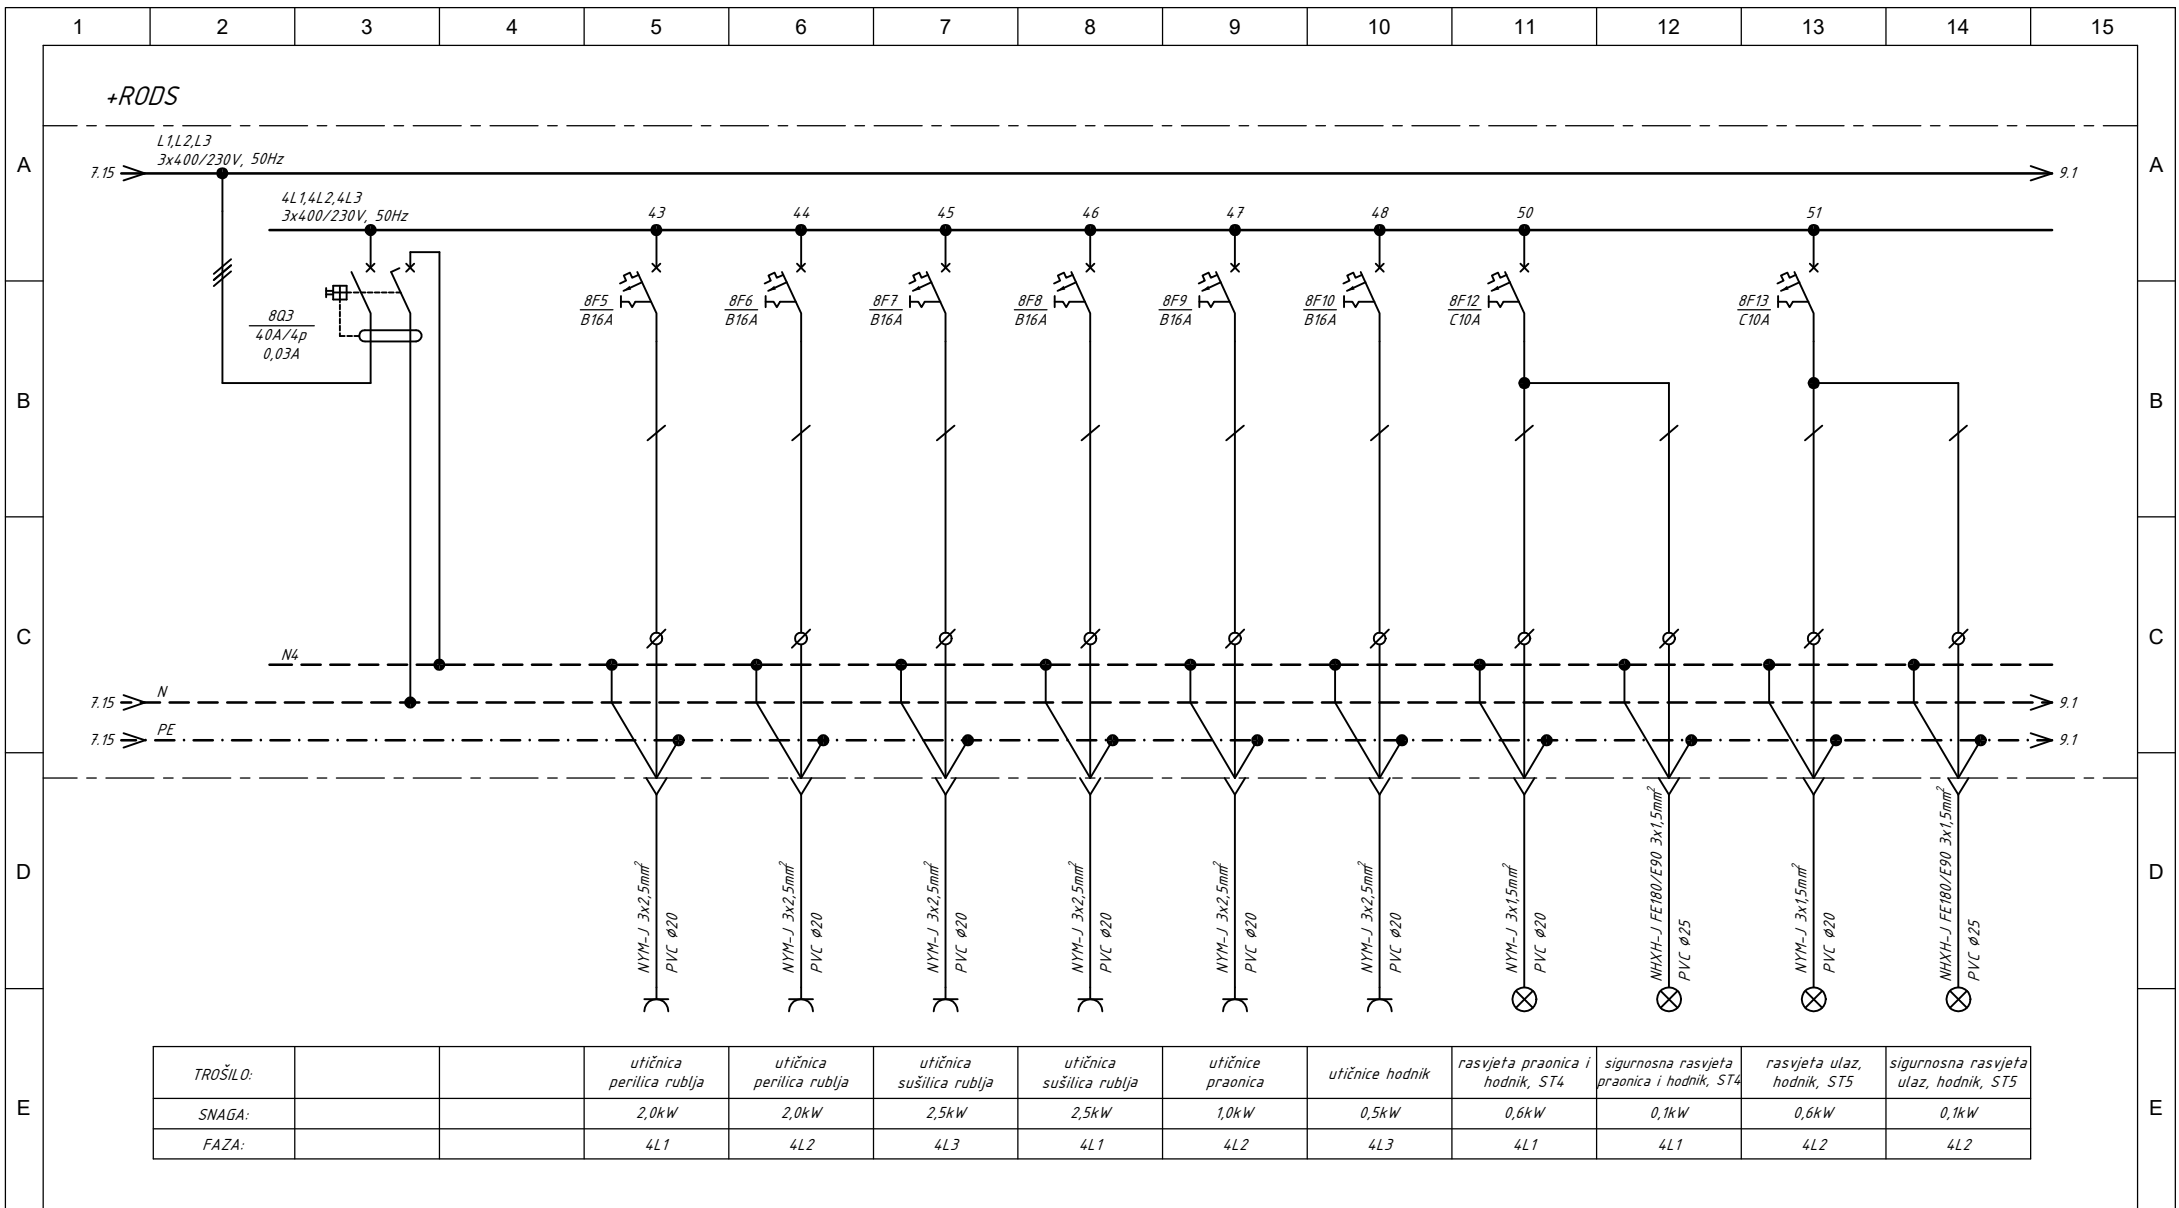 1 2 3 4 5 6 7 8 9 10 11 12 13 14 15
+RODS
L1,L2,L3
3x400/230V, 50Hz
A A
7.15 9.1
4L1,4L2,4L3
3x400/230V, 50Hz
43 44 45 46 47 48 50 51
8Q3
40A/4p
0,03A
8F5
B16A
8F6
B16A
8F7
B16A
8F8
B16A
8F9
B16A
8F10
B16A
8F12
C10A
8F13
C10A
B B
C C
N4
7.15 N 9.1
7.15 PE 9.1
D D
NYM-J 3x2,5mm²
PVC ø20
NYM-J 3x2,5mm²
PVC ø20
NYM-J 3x2,5mm²
PVC ø20
NYM-J 3x2,5mm²
PVC ø20
NYM-J 3x2,5mm²
PVC ø20
NYM-J 3x2,5mm²
PVC ø20
NYM-J 3x1,5mm²
PVC ø20
NHXH-J FE180/E90 3x1,5mm²
PVC ø25
NYM-J 3x1,5mm²
PVC ø20
NHXH-J FE180/E90 3x1,5mm²
PVC ø25
E E
TROŠILO:
utičnica
perilica rublja
utičnica
perilica rublja
utičnica
sušilica rublja
utičnica
sušilica rublja
utičnice
praonica
utičnice hodnik
rasvjeta praonica i
hodnik, ST4
sigurnosna rasvjeta
praonica i hodnik, ST4
rasvjeta ulaz,
hodnik, ST5
sigurnosna rasvjeta
ulaz, hodnik, ST5
SNAGA: 2,0kW 2,0kW 2,5kW 2,5kW 1,0kW 0,5kW 0,6kW 0,1kW 0,6kW 0,1kW
FAZA: 4L1 4L2 4L3 4L1 4L2 4L3 4L1 4L1 4L2 4L2